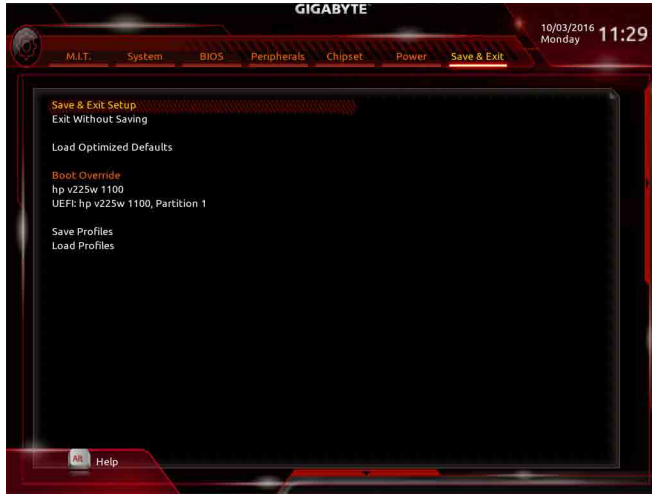 GIGABYTE
10/03/2016 11:29
Monday
M.I.T. System BIOS Peripherals Chipset Power Save & Exit
Save & Exit Setup
Exit Without Saving
Load Optimized Defaults
Boot Override
hp v225w 1100
UEFI: hp v225w 1100, Partition 1
Save Profiles
Load Profiles
Alt Help